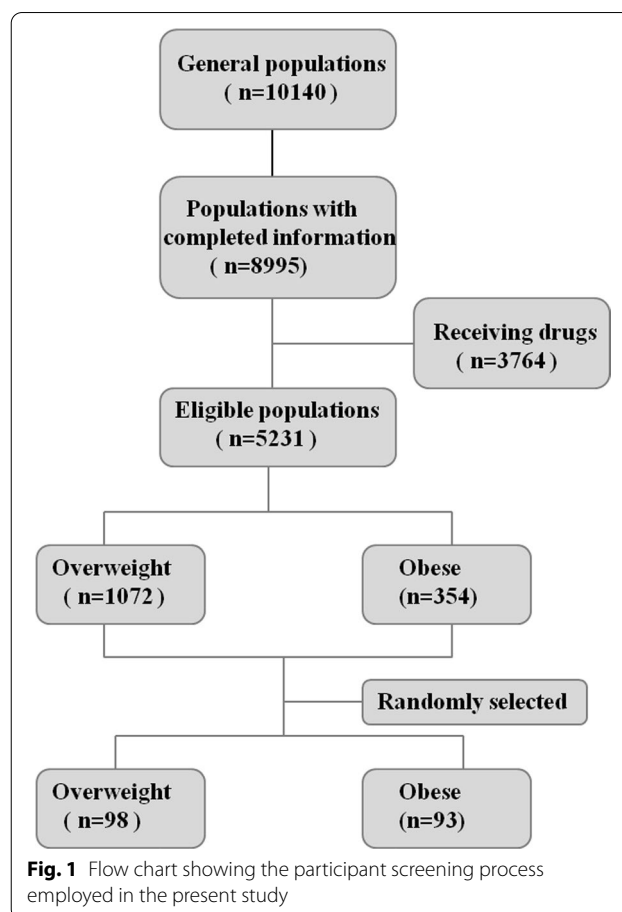 General populations
( n=10140 )
Populations with
completed information
( n=8995)
Receiving drugs
( n=3764 )
Eligible populations
( n=5231 )
Overweight
( n=1072 )
Obese
(n=354)
Randomly selected
Overweight
( n=98 )
Obese
(n=93)
Fig. 1 Flow chart showing the participant screening process
employed in the present study